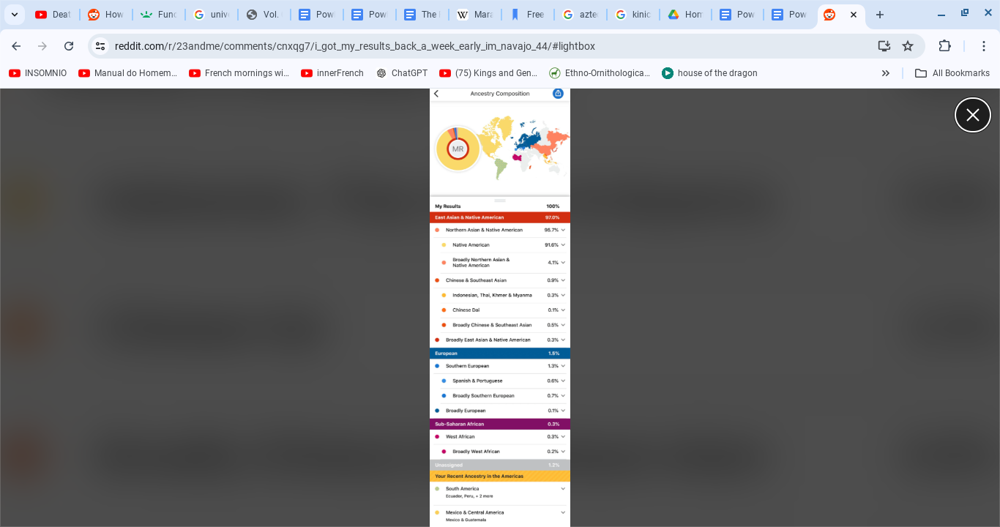 Deat
How
Func
unive
Vol. 
Pow
Pow
The
Mara
Free
aztec
kinic
Hom
Pow
Pow
reddit.com/r/23andme/comments/cnxqg7/i_got_my_results_back_a_week_early_im_navajo_44/#lightbox
INSOMNIO
Manual do Homem...
French mornings wi...
innerFrench
ChatGPT
(75) Kings and Gen...
Ethno-Ornithologica...
house of the dragon
All Bookmarks
Ancestry Composition
MR
My Results 100%
East Asian & Native American 97.0%
Northern Asian & Native American 95.7%
Native American 91.6%
Broadly Northern Asian &
Native American 4.1%
Chinese & Southeast Asian 0.9%
Indonesian, Thai, Khmer & Myanma 0.3%
Chinese Dai 0.1%
Broadly Chinese & Southeast Asian 0.5%
Broadly East Asian & Native American 0.3%
European 1.5%
Southern European 1.3%
Spanish & Portuguese 0.6%
Broadly Southern European 0.7%
Broadly European 0.1%
Sub-Saharan African 0.3%
West African 0.3%
Broadly West African 0.2%
Unassigned 1.2%
Your Recent Ancestry in the Americas
South America
Ecuador, Peru, + 2 more
Mexico & Central America
Mexico & Guatemala